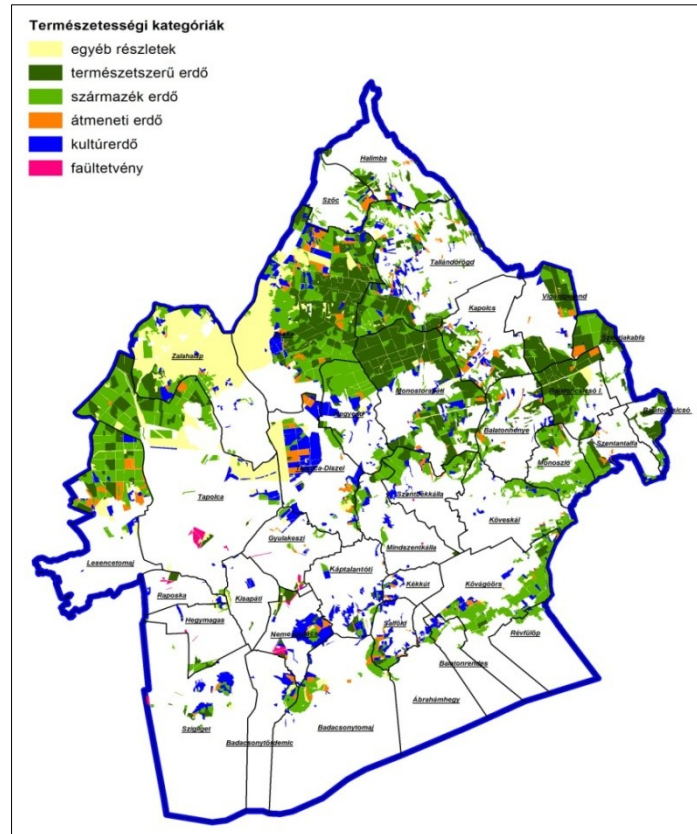 Természetességi kategóriák
egyéb részletek
természetszerű erdő
származék erdő
átmeneti erdő
kultúrerdő
faültetvény
Halimba
Szőc
Taliándörögd
Kapolcs
Zalahaláp
Monostorapáti
Balatonhenye
Szentantalfa
Monoszló
Tapolca
Szentbékkálla
Köveskál
Gyulakeszi
Mindszentkálla
Lesencetomaj
Káptalantóti
Raposka
Kisapáti
Kékkút
Kővágóörs
Hegymagas
Salföld
Révfülöp
Balatonrendes
Ábrahámhegy
Szigliget
Badacsonytomaj
Badacsonytördemic